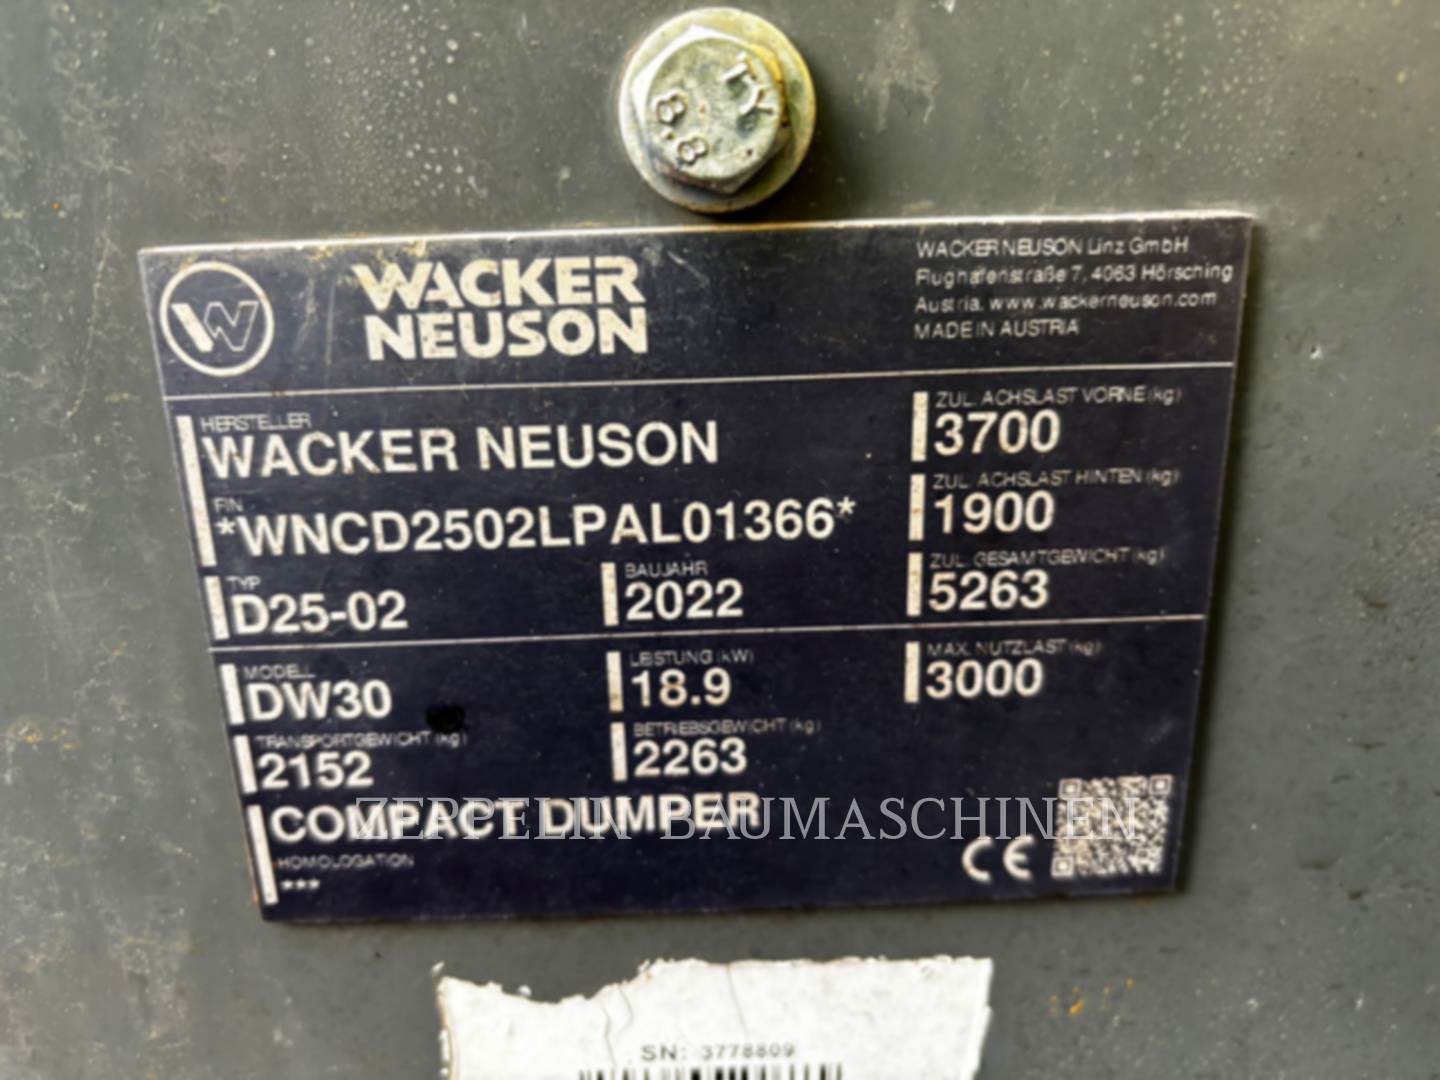 TY
8.8
WACKER
NEUSON
WACKER NEUSON Linz GmbH
Flughafenstraße 7, 4063 Hörsching
Austria, www.wackerneuson.com
MADE IN AUSTRIA
HERSTELLER
WACKER NEUSON
ZUL. ACHSLAST VORNE (kg)
3700
FIN
*WNCD2502LPAL01366*
ZUL. ACHSLAST HINTEN (kg)
1900
TYP
D25-02
BAUJAHR
2022
ZUL. GESAMTGEWICHT (kg)
5263
MODELL
DW30
LEISTUNG (kW)
18.9
MAX. NUTZLAST (kg)
3000
TRANSPORTGEWICHT (kg)
2152
BETRIEBSGEWICHT (kg)
2263
COMPACT DUMPER
ZEPPELIN BAUMASCHINEN
HOMOLOGATION
***
CE
SN: 3778809